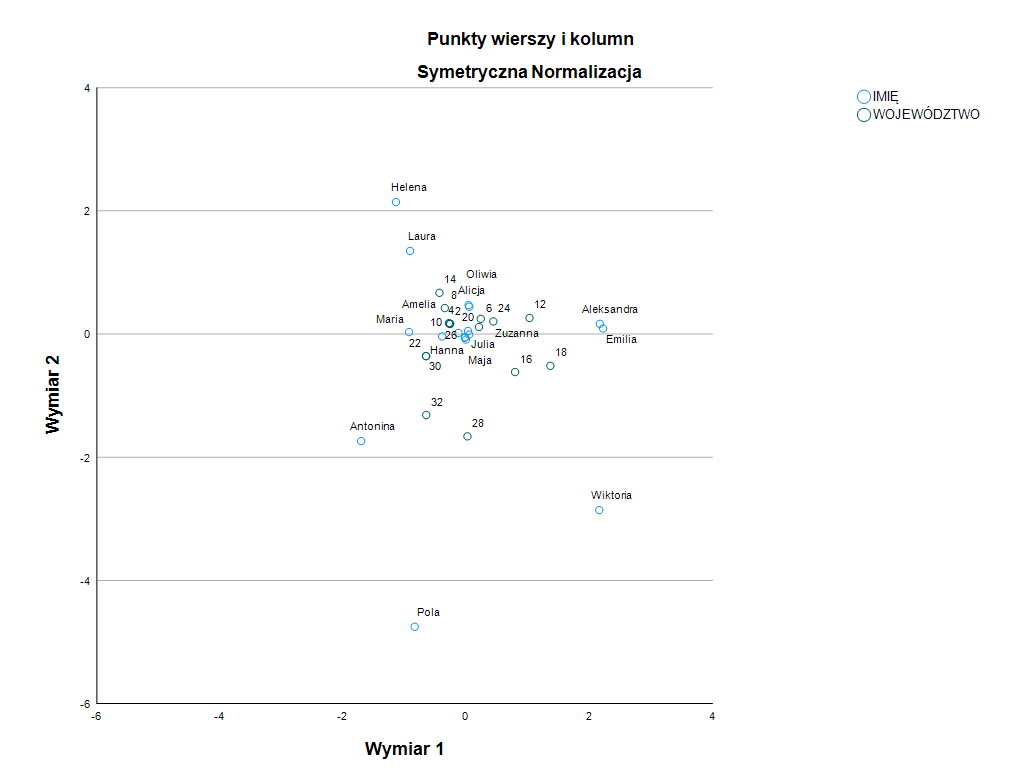 Punkty wierszy i kolumn
Symetryczna Normalizacja
IMIĘ
WOJEWÓDZTWO
4
Helena
2
Laura
14
Oliwia
8
Alicja
Amelia
42
6
24
12
Aleksandra
Maria
10
20
0
26
Zuzanna
Emilia
22
Hanna
Julia
30
Maja
16
18
32
28
Antonina
-2
Wiktoria
-4
Pola
-6
-6
-4
-2
0
2
4
Wymiar 2
Wymiar 1